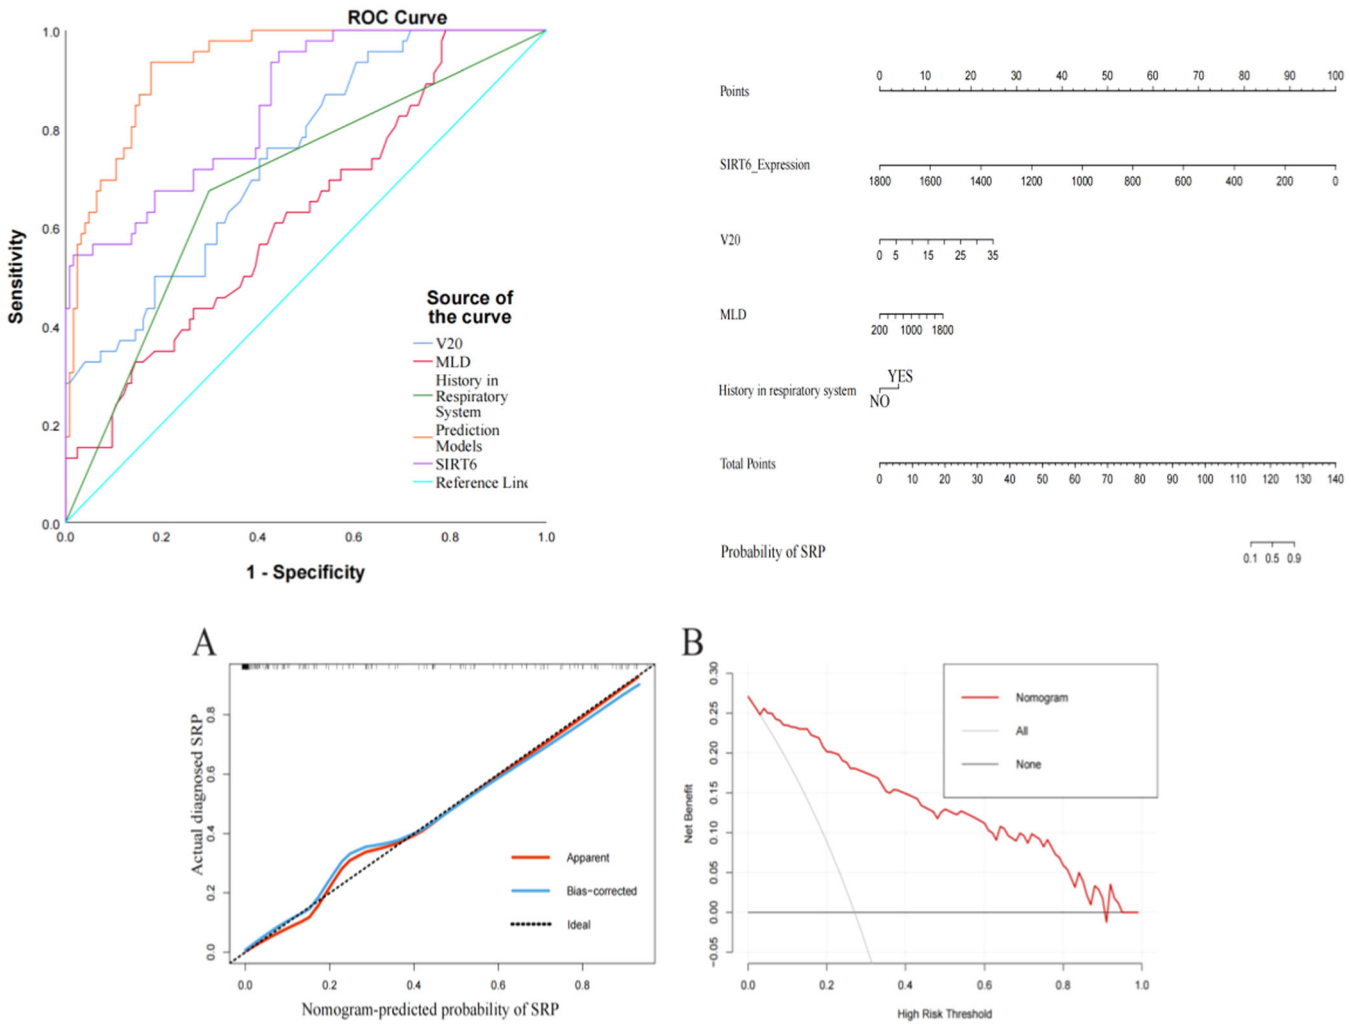 ROC Curve
1.0
0.8
0.6
0.4
0.2
0.0
Sensitivity
0.0 0.2 0.4 0.6 0.8 1.0
1 - Specificity
Source of
the curve
V20
MLD
History in
Respiratory
System
Prediction
Models
SIRT6
Reference Line
Points
0 10 20 30 40 50 60 70 80 90 100
SIRT6_Expression
1800 1600 1400 1200 1000 800 600 400 200 0
V20
0 5 15 25 35
MLD
200 1000 1800
History in respiratory system
YES
NO
Total Points
0 10 20 30 40 50 60 70 80 90 100 110 120 130 140
Probability of SRP
0.1 0.5 0.9
A
Actual diagnosed SRP
0.8
0.6
0.4
0.2
0.0
Apparent
Bias-corrected
Ideal
0.0 0.2 0.4 0.6 0.8
Nomogram-predicted probability of SRP
B
Net Benefit
0.30
0.25
0.20
0.15
0.10
0.05
0.00
-0.05
Nomogram
All
None
0.0 0.2 0.4 0.6 0.8 1.0
High Risk Threshold